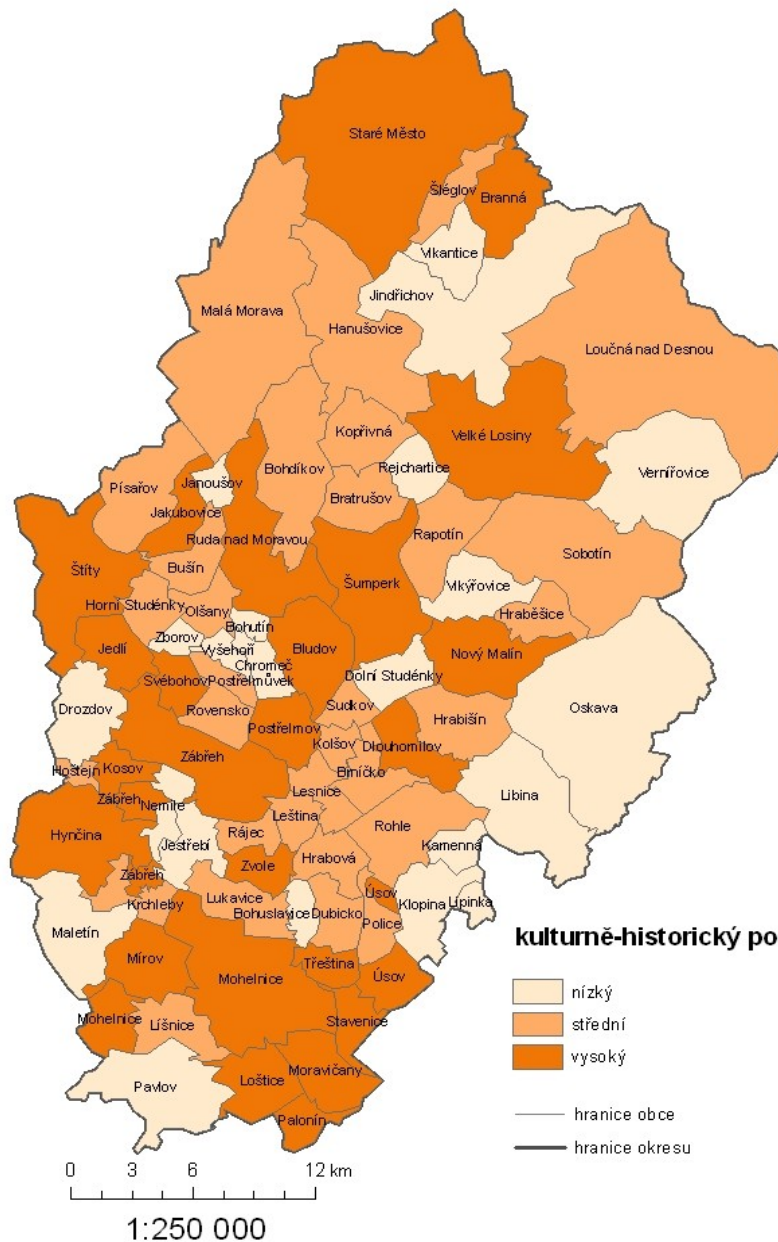 Staré Město
Šléglov
Branná
Vikantice
Jindřichov
Malá Morava
Hanušovice
Loučná nad Desnou
Kopřivná
Velké Losiny
Bohdíkov
Rejchartice
Vernířovice
Písařov
Janoušov
Bratrušov
Jakubovice
Rapotín
Ruda nad Moravou
Sobotín
Bušín
Štíty
Šumperk
Vikýřovice
Horní Studénky
Olšany
Hraběšice
Bohutín
Zborov
Jedlí
Vyšehoří
Bludov
Nový Malín
Chromeč
Dolní Studénky
Svébohov
Postřelmůvek
Drozdov
Rovensko
Sudkov
Oskava
Postřelmov
Hrabišín
Kolšov
Dlouhomilov
Zábřeh
Brníčko
Hoštejn
Kosov
Lesnice
Libina
Zábřeh
Nemile
Leština
Rohle
Hynčina
Rájec
Jestřebí
Kamenná
Hrabová
Zvole
Zábřeh
Úsov
Lukavice
Klopina
Lipinka
Krchleby
Bohuslavice
Dubicko
Police
Maletín
Mírov
Třeština
Mohelnice
Úsov
Mohelnice
Stavenice
Líšnice
Moravičany
Pavlov
Loštice
Palonín
kulturně-historický po
nízký
střední
vysoký
hranice obce
hranice okresu
0 3 6 12 km
1:250 000